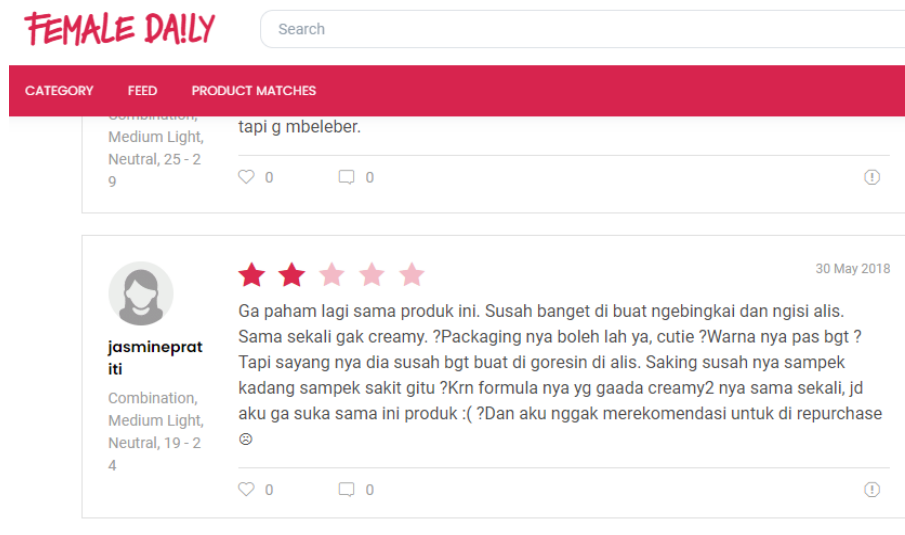 FEMALE DA!LY
Search
CATEGORY FEED PRODUCT MATCHES
Combination,
Medium Light,
Neutral, 25 - 2
9
tapi g mbeleber.
0 0
30 May 2018
jasmineprat
iti
Combination,
Medium Light,
Neutral, 19 - 2
4
Ga paham lagi sama produk ini. Susah banget di buat ngebingkai dan ngisi alis.
Sama sekali gak creamy. ?Packaging nya boleh lah ya, cutie ?Warna nya pas bgt ?
Tapi sayang nya dia susah bgt buat di goresin di alis. Saking susah nya sampek
kadang sampek sakit gitu ?Krn formula nya yg gaada creamy2 nya sama sekali, jd
aku ga suka sama ini produk :( ?Dan aku nggak merekomendasi untuk di repurchase
☹
0 0